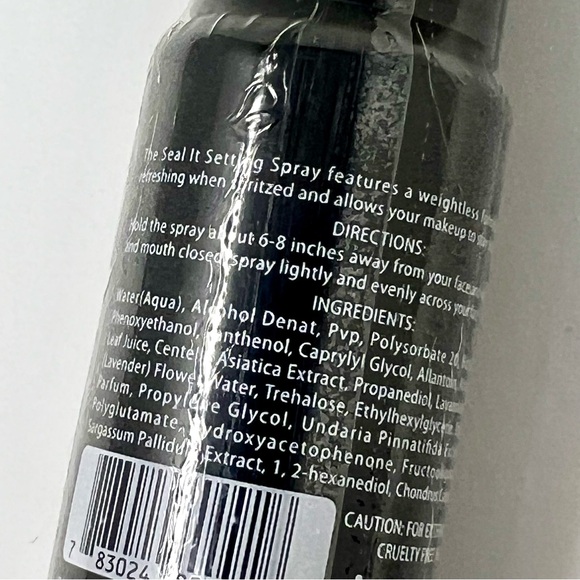 The Seal It Setting Spray features a weightless
refreshing when spritzed and allows your makeup to
DIRECTIONS:
Hold the spray about 6-8 inches away from your face
and mouth closed, spray lightly and evenly across your
INGREDIENTS:
Water(Aqua), Alcohol Denat, Pvp, Polysorbate 20,
Phenoxyethanol, Panthenol, Caprylyl Glycol, Allantoin,
Leaf Juice, Centella Asiatica Extract, Propanediol,
(Lavender) Flower Water, Trehalose, Ethylhexylglycerin,
Parfum, Propylene Glycol, Undaria Pinnatifida
Polyglutamate, Hydroxyacetophenone,
Sargassum Pallidum Extract, 1, 2-hexanediol, Chondrus
CAUTION: FOR
CRUELTY FREE
7 83024